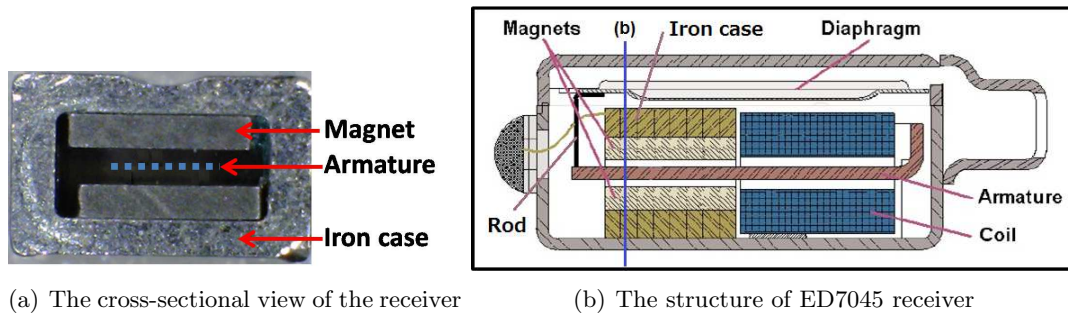 Magnet
Armature
Iron case
Magnets
(b)
Iron case
Diaphragm
Rod
Armature
Coil
(a) The cross-sectional view of the receiver
(b) The structure of ED7045 receiver